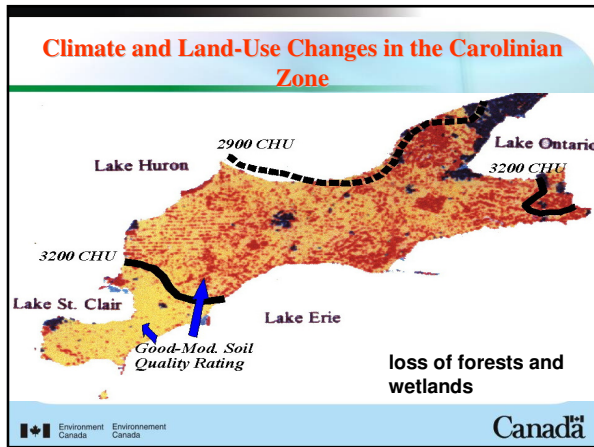 Climate and Land-Use Changes in the Carolinian
Zone
2900 CHU
Lake Ontario
Lake Huron
3200 CHU
3200 CHU
Lake St. Clair
Lake Erie
Good-Mod. Soil
Quality Rating
loss of forests and
wetlands
Environment Environnement
Canada Canada
Canada